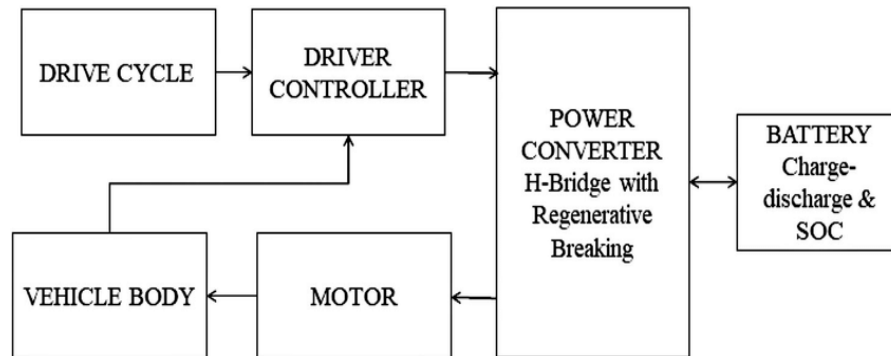 DRIVE CYCLE
DRIVER
CONTROLLER
POWER
CONVERTER
H-Bridge with
Regenerative
Breaking
BATTERY
Charge-
discharge &
SOC
VEHICLE BODY
MOTOR